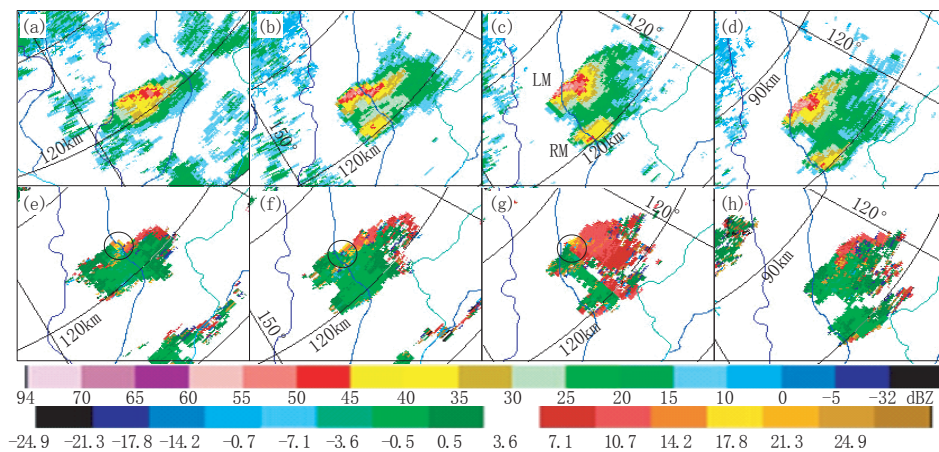 (a) (b) (c) 120° (d)
LM
90km
150°
120km 120km RM 120km
(e) (f) (g) 120° (h) 120°
90km
120km 150 120km 120km
94 70 65 60 55 50 45 40 35 30 25 20 15 10 0 -5 -32 dBZ
-24.9 -21.3 -17.8 -14.2 -0.7 -7.1 -3.6 -0.5 0.5 3.6 7.1 10.7 14.2 17.8 21.3 24.9